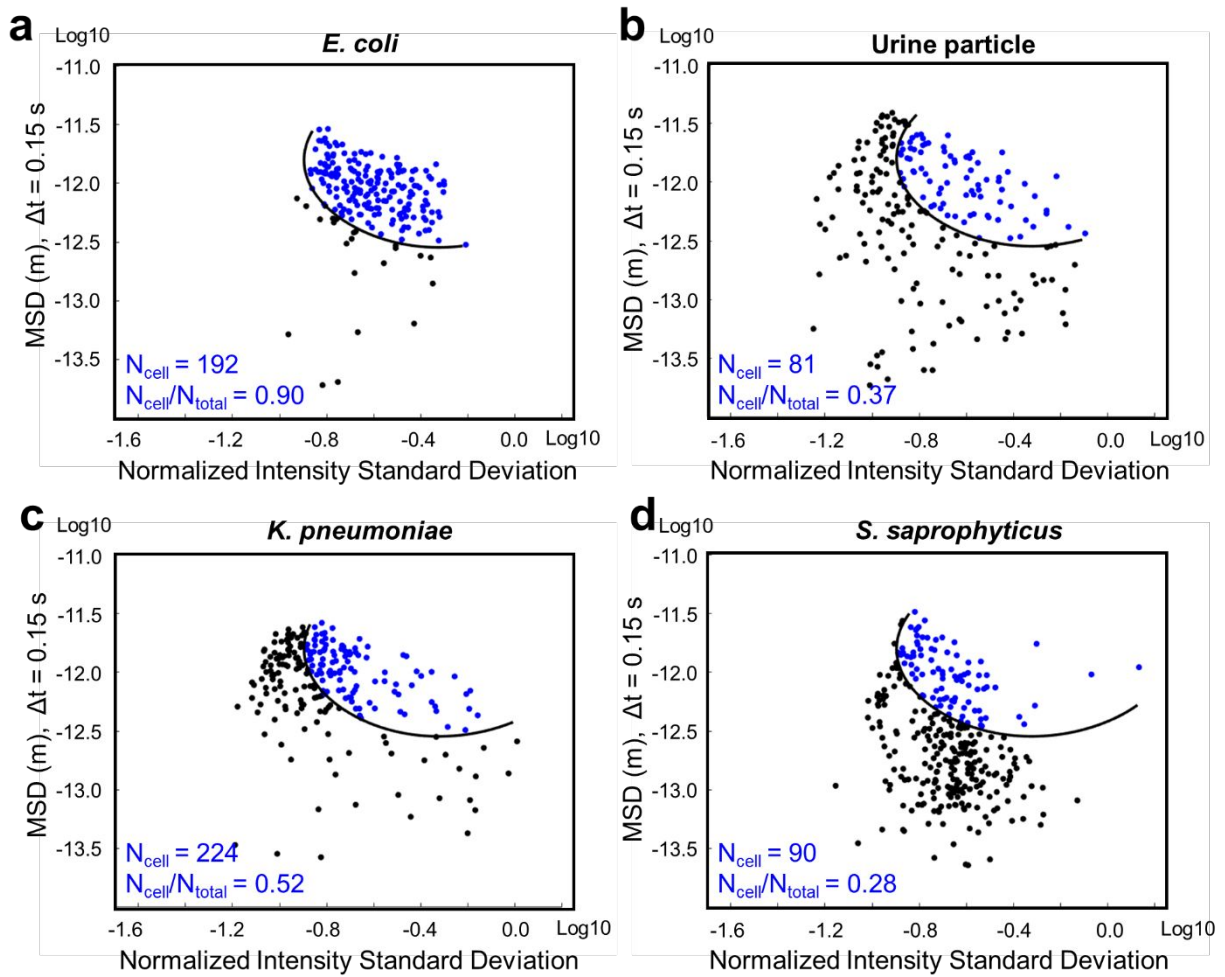 a
Log10
E. coli
-11.0
-11.5
-12.0
-12.5
-13.0
-13.5
MSD (m), Δt = 0.15 s
Ncell = 192
Ncell/Ntotal = 0.90
-1.6
-1.2
-0.8
-0.4
0.0
Log10
Normalized Intensity Standard Deviation
b
Log10
Urine particle
-11.0
-11.5
-12.0
-12.5
-13.0
-13.5
MSD (m), Δt = 0.15 s
Ncell = 81
Ncell/Ntotal = 0.37
-1.6
-1.2
-0.8
-0.4
0.0
Log10
Normalized Intensity Standard Deviation
c
Log10
K. pneumoniae
-11.0
-11.5
-12.0
-12.5
-13.0
-13.5
MSD (m), Δt = 0.15 s
Ncell = 224
Ncell/Ntotal = 0.52
-1.6
-1.2
-0.8
-0.4
0.0
Log10
Normalized Intensity Standard Deviation
d
Log10
S. saprophyticus
-11.0
-11.5
-12.0
-12.5
-13.0
-13.5
MSD (m), Δt = 0.15 s
Ncell = 90
Ncell/Ntotal = 0.28
-1.6
-1.2
-0.8
-0.4
0.0
Log10
Normalized Intensity Standard Deviation